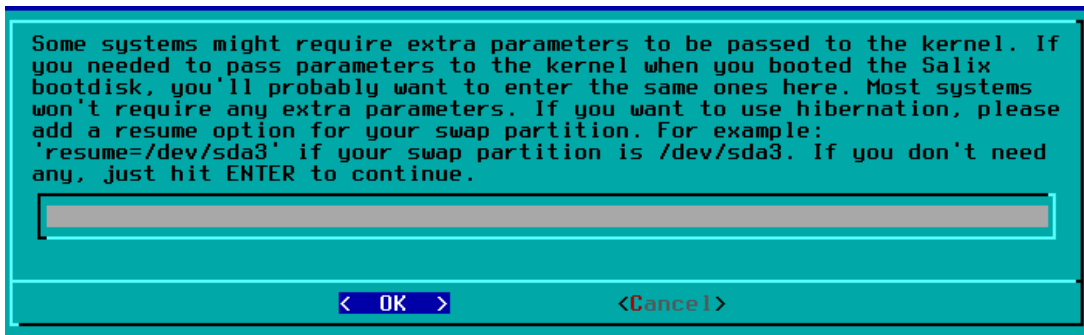 Some systems might require extra parameters to be passed to the kernel. If
you needed to pass parameters to the kernel when you booted the Salix
bootdisk, you'll probably want to enter the same ones here. Most systems
won't require any extra parameters. If you want to use hibernation, please
add a resume option for your swap partition. For example:
'resume=/dev/sda3' if your swap partition is /dev/sda3. If you don't need
any, just hit ENTER to continue.
<  OK  > <Cancel>